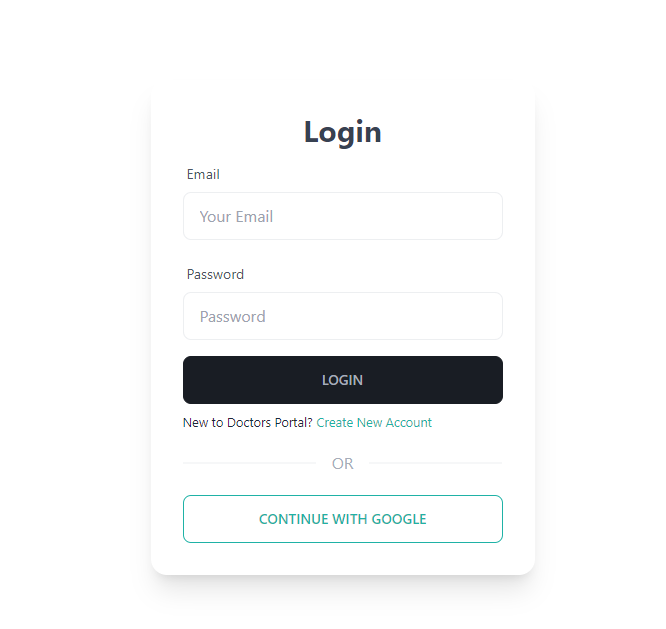 Login
Email
Your Email
Password
Password
LOGIN
New to Doctors Portal? Create New Account
OR
CONTINUE WITH GOOGLE